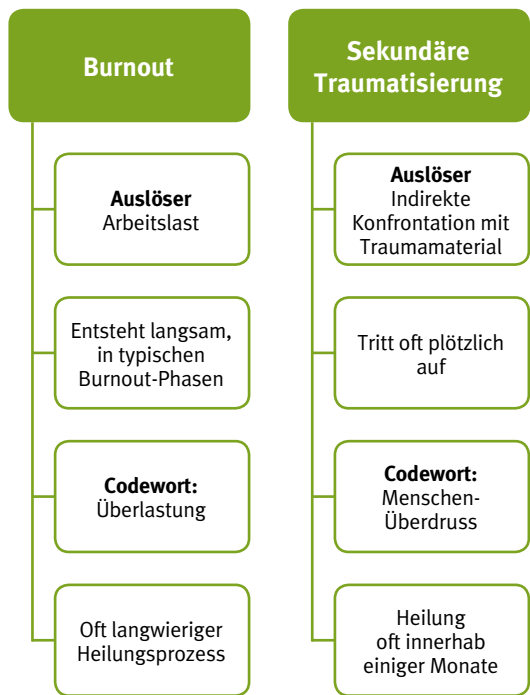 Burnout
Auslöser
Arbeitslast
Entsteht langsam,
in typischen
Burnout-Phasen
Codewort:
Überlastung
Oft langwieriger
Heilungsprozess
Sekundäre
Traumatisierung
Auslöser
Indirekte
Konfrontation mit
Traumamaterial
Tritt oft plötzlich
auf
Codewort:
Menschen-
Überdruss
Heilung
oft innerhab
einiger Monate